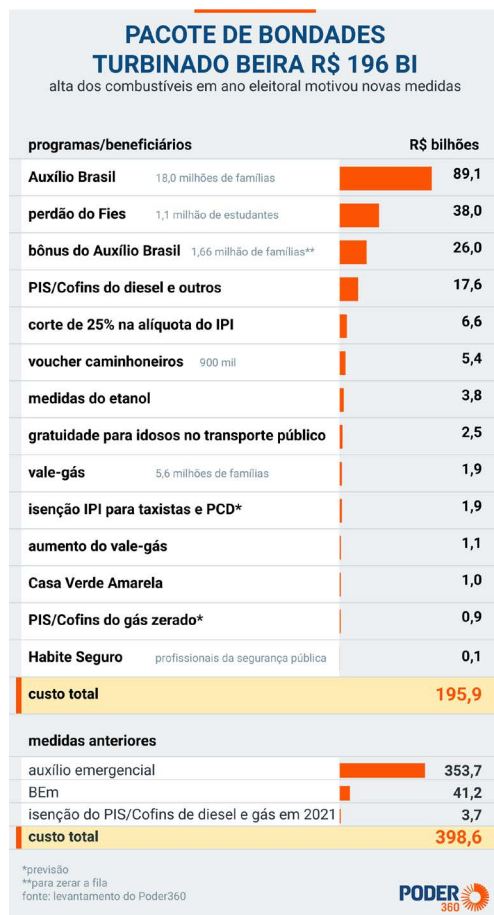 PACOTE DE BONDADES
TURBINADO BEIRA R$ 196 BI
alta dos combustíveis em ano eleitoral motivou novas medidas
programas/beneficiários R$ bilhões
Auxílio Brasil 18,0 milhões de famílias 89,1
perdão do Fies 1,1 milhão de estudantes 38,0
bônus do Auxílio Brasil 1,66 milhão de famílias** 26,0
PIS/Cofins do diesel e outros 17,6
corte de 25% na alíquota do IPI 6,6
voucher caminhoneiros 900 mil 5,4
medidas do etanol 3,8
gratuidade para idosos no transporte público 2,5
vale-gás 5,6 milhões de famílias 1,9
isenção IPI para taxistas e PCD* 1,9
aumento do vale-gás 1,1
Casa Verde Amarela 1,0
PIS/Cofins do gás zerado* 0,9
Habite Seguro profissionais da segurança pública 0,1
custo total 195,9
medidas anteriores
auxílio emergencial 353,7
BEm 41,2
isenção do PIS/Cofins de diesel e gás em 2021 3,7
custo total 398,6
*previsão
**para zerar a fila
fonte: levantamento do Poder360
PODER
360